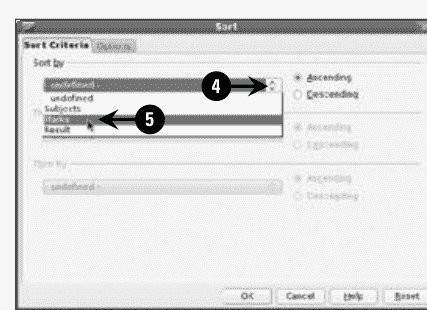 Sort
Sort Criteria Options
Sort by
- undefined - 4
undefined
Subjects
Marks 5
Result
Ascending
Descending
Ascending
Descending
Then by
- undefined -
Ascending
Descending
OK Cancel Help Reset